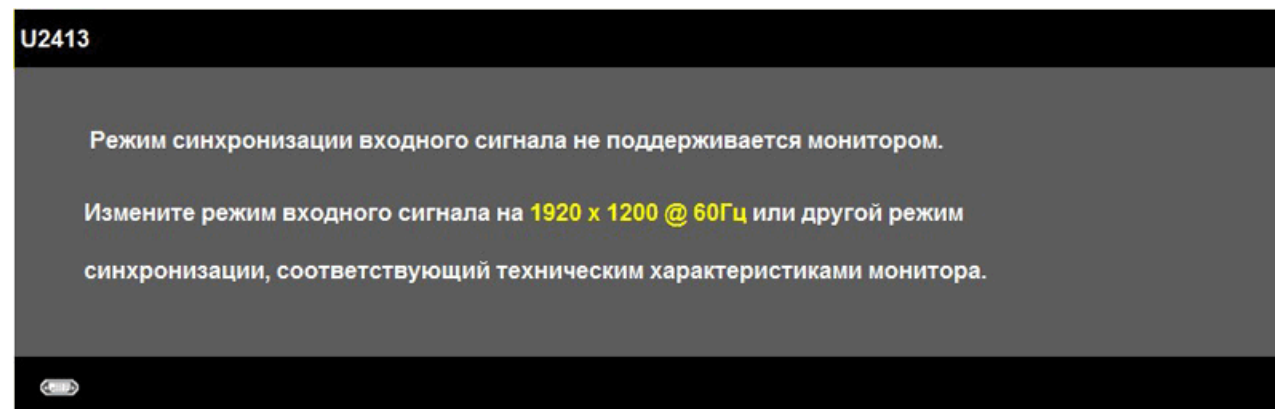 U2413
Режим синхронизации входного сигнала не поддерживается монитором.
Измените режим входного сигнала на 1920 x 1200 @ 60Гц или другой режим
синхронизации, соответствующий техническим характеристиками монитора.